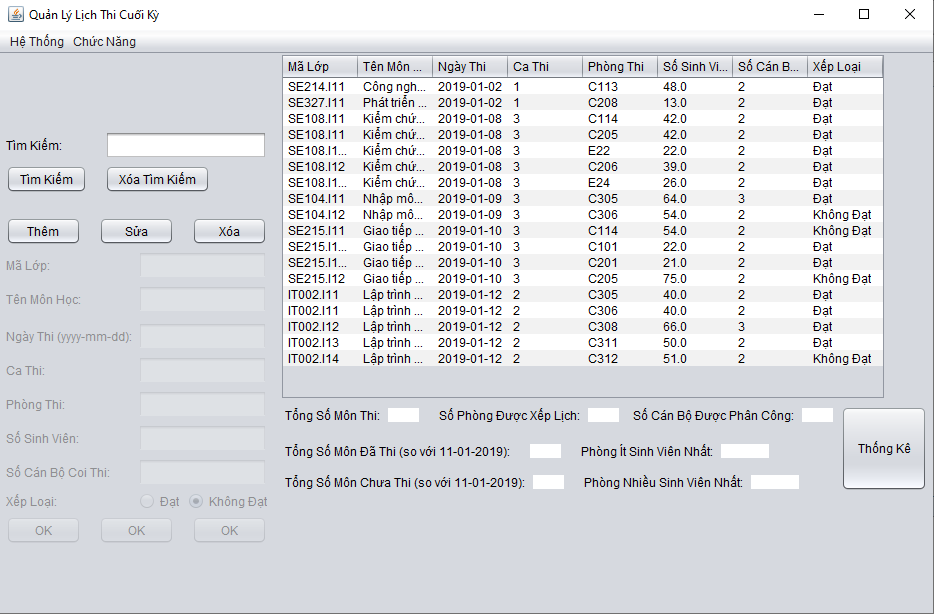 Quản Lý Lịch Thi Cuối Kỳ
Hệ Thống Chức Năng
Tìm Kiếm:
Tìm Kiếm Xóa Tìm Kiếm
Thêm Sửa Xóa
Mã Lớp:
Tên Môn Học:
Ngày Thi (yyyy-mm-dd):
Ca Thi:
Phòng Thi:
Số Sinh Viên:
Số Cán Bộ Coi Thi:
Xếp Loại: Đạt Không Đạt
OK OK OK
Mã Lớp Tên Môn ... Ngày Thi Ca Thi Phòng Thi Số Sinh Vi... Số Cán B... Xếp Loại
SE214.I11 Công ngh... 2019-01-02 1 C113 48.0 2 Đạt
SE327.I11 Phát triển ... 2019-01-02 1 C208 13.0 2 Đạt
SE108.I11 Kiểm chứ... 2019-01-08 3 C114 42.0 2 Đạt
SE108.I11 Kiểm chứ... 2019-01-08 3 C205 42.0 2 Đạt
SE108.I1... Kiểm chứ... 2019-01-08 3 E22 22.0 2 Đạt
SE108.I12 Kiểm chứ... 2019-01-08 3 C206 39.0 2 Đạt
SE108.I1... Kiểm chứ... 2019-01-08 3 E24 26.0 2 Đạt
SE104.I11 Nhập mô... 2019-01-09 3 C305 64.0 3 Đạt
SE104.I12 Nhập mô... 2019-01-09 3 C306 54.0 2 Không Đạt
SE215.I11 Giao tiếp ... 2019-01-10 3 C114 54.0 2 Không Đạt
SE215.I1... Giao tiếp ... 2019-01-10 3 C101 22.0 2 Đạt
SE215.I1... Giao tiếp ... 2019-01-10 3 C201 21.0 2 Đạt
SE215.I12 Giao tiếp ... 2019-01-10 3 C205 75.0 2 Không Đạt
IT002.I11 Lập trình ... 2019-01-12 2 C305 40.0 2 Đạt
IT002.I11 Lập trình ... 2019-01-12 2 C306 40.0 2 Đạt
IT002.I12 Lập trình ... 2019-01-12 2 C308 66.0 3 Đạt
IT002.I13 Lập trình ... 2019-01-12 2 C311 50.0 2 Đạt
IT002.I14 Lập trình ... 2019-01-12 2 C312 51.0 2 Không Đạt
Tổng Số Môn Thi: Số Phòng Được Xếp Lịch: Số Cán Bộ Được Phân Công:
Tổng Số Môn Đã Thi (so với 11-01-2019): Phòng Ít Sinh Viên Nhất:
Tổng Số Môn Chưa Thi (so với 11-01-2019): Phòng Nhiều Sinh Viên Nhất:
Thống Kê